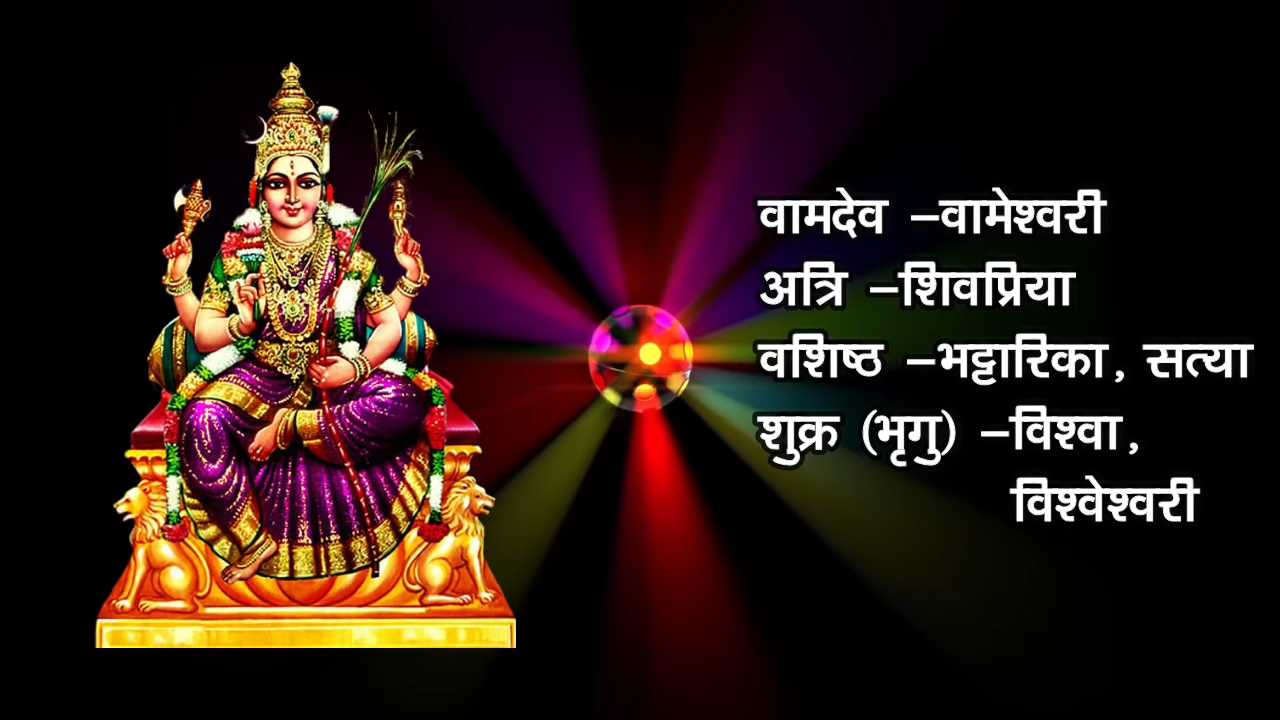 वामदेव –वामेश्वरी
अत्रि –शिवप्रिया
वशिष्ठ –भट्टारिका, सत्या
शुक्र (भृगु) –विश्वा,
विश्वेश्वरी